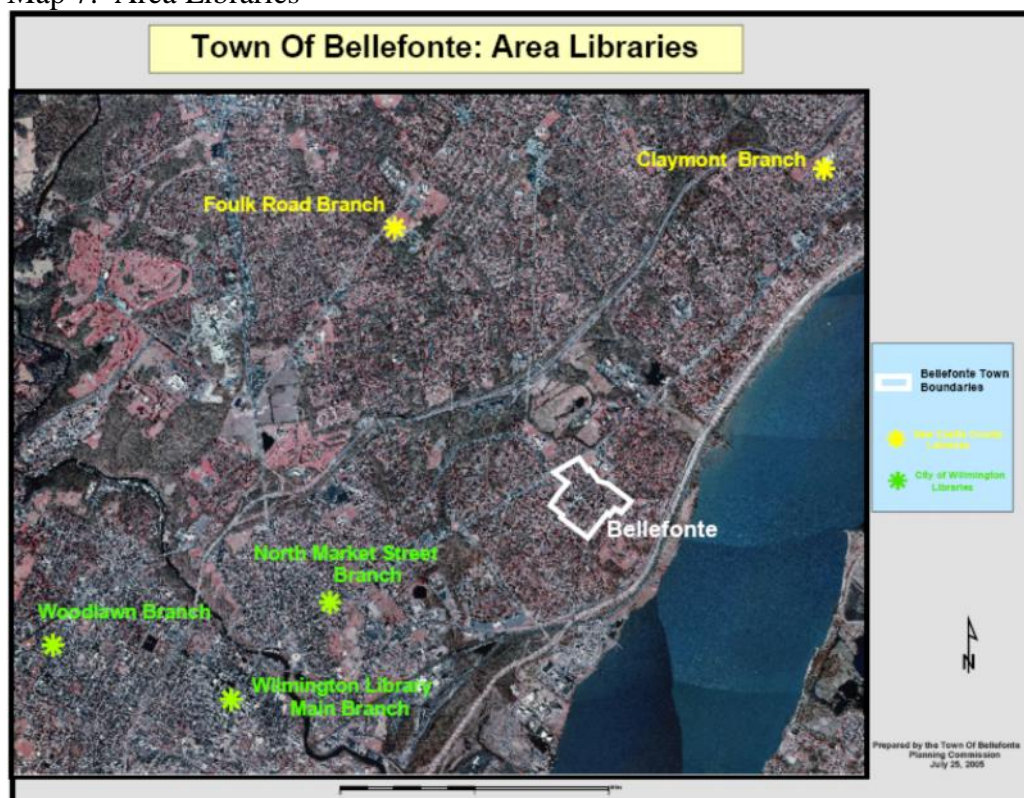 Map 7: Area Libraries
Town Of Bellefonte: Area Libraries
Claymont Branch
Foulk Road Branch
Bellefonte Town
Boundaries
City of Wilmington
Libraries
Bellefonte
North Market Street
Branch
Woodlawn Branch
Wilmington Library
Main Branch
N
Prepared by the Town Of Bellefonte
Planning Commission
July 25, 2005